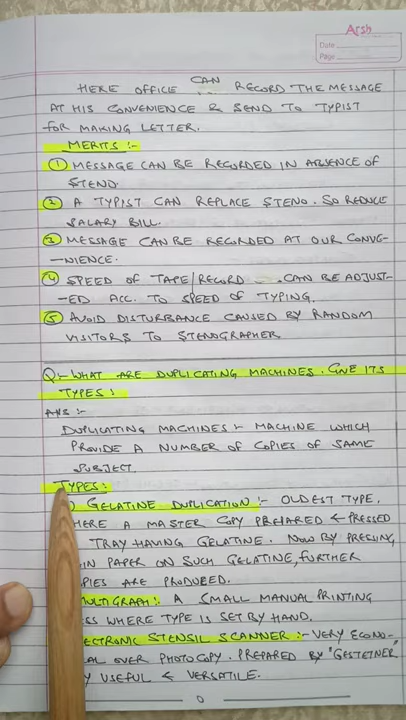 Arsh
Date
Page
HERE OFFICE CAN RECORD THE MESSAGE
AT HIS CONVENIENCE & SEND TO TYPIST
FOR MAKING LETTER.
MERITS :-
① MESSAGE CAN BE RECORDED IN ABSENCE OF
STENO.
② A TYPIST CAN REPLACE STENO. SO REDUCE
SALARY BILL.
③ MESSAGE CAN BE RECORDED AT OUR CONVE-
-NIENCE.
④ SPEED OF TAPE/RECORD CAN BE ADJUST-
-ED ACC. TO SPEED OF TYPING.
⑤ AVOID DISTURBANCE CAUSED BY RANDOM
VISITORS TO STENOGRAPHER
Q:- WHAT ARE DUPLICATING MACHINES. GIVE ITS
TYPES :
ANS :-
DUPLICATING MACHINES :- MACHINE WHICH
PROVIDE A NUMBER OF COPIES OF SAME
SUBJECT.
TYPES:
GELATINE DUPLICATION :- OLDEST TYPE.
HERE A MASTER COPY PREPARED & PRESSED
TRAY HAVING GELATINE. NOW BY PRESSING
PAPER ON SUCH GELATINE, FURTHER
ARE PRODUCED.
MULTIGRAPH :- A SMALL MANUAL PRINTING
WHERE TYPE IS SET BY HAND.
STENSIL SCANNER :- VERY ECONO-
OVER PHOTOCOPY. PREPARED BY "GESTETNER
USEFUL & VERSATILE.